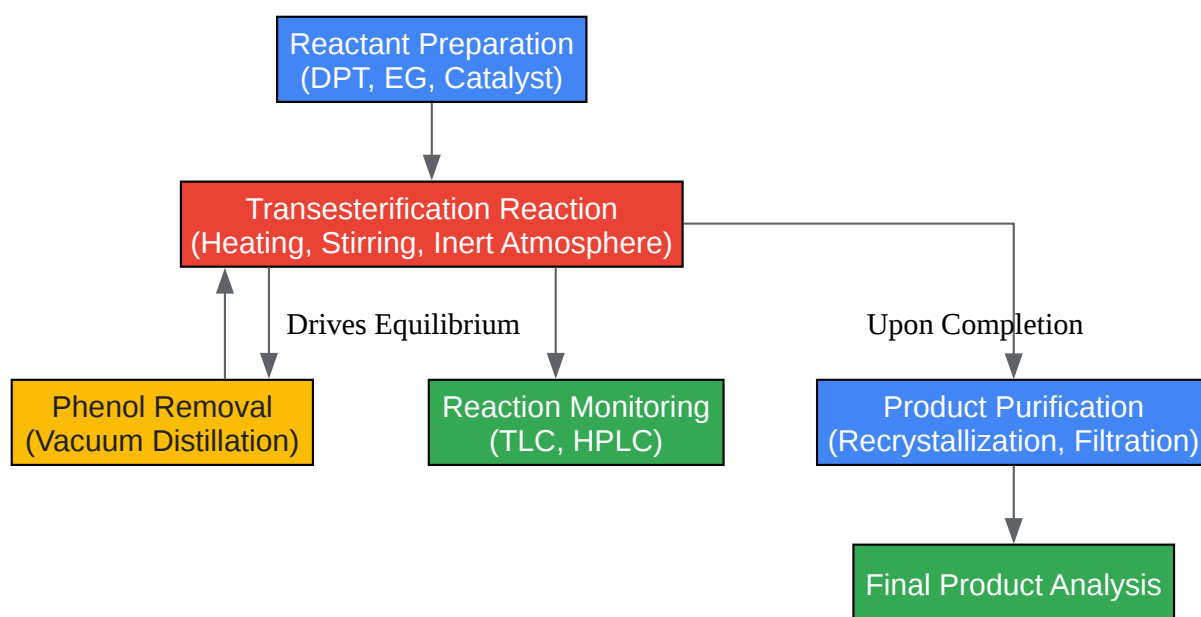 Reactant Preparation
(DPT, EG, Catalyst)
Transesterification Reaction
(Heating, Stirring, Inert Atmosphere)
Drives Equilibrium
Upon Completion
Phenol Removal
(Vacuum Distillation)
Reaction Monitoring
(TLC, HPLC)
Product Purification
(Recrystallization, Filtration)
Final Product Analysis